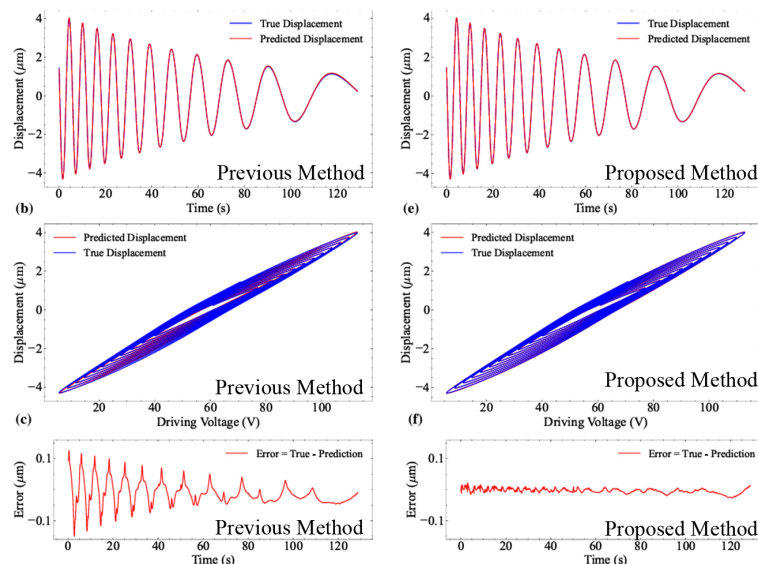 4
2
0
−2
−4
Displacement (μm)
True Displacement
Predicted Displacement
Previous Method
0 20 40 60 80 100 120
Time (s)
(b)
4
2
0
−2
−4
Displacement (μm)
True Displacement
Predicted Displacement
Proposed Method
0 20 40 60 80 100 120
Time (s)
(e)
4
2
0
−2
−4
Displacement (μm)
Predicted Displacement
True Displacement
Previous Method
20 40 60 80 100
Driving Voltage (V)
(c)
4
2
0
−2
−4
Displacement (μm)
Predicted Displacement
True Displacement
Proposed Method
20 40 60 80 100
Driving Voltage (V)
(f)
0.1
−0.1
Error (μm)
Error = True - Prediction
Previous Method
0 20 40 60 80 100 120
Time (s)
0.1
−0.1
Error (μm)
Error = True - Prediction
Proposed Method
0 20 40 60 80 100 120
Time (s)